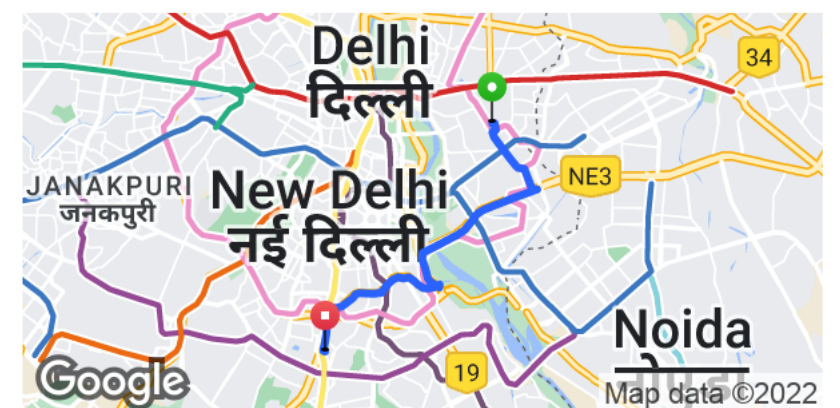 Delhi
दिल्ली
34
JANAKPURI
जनकपुरी
New Delhi
नई दिल्ली
NE3
Noida
19
Google
Map data ©2022